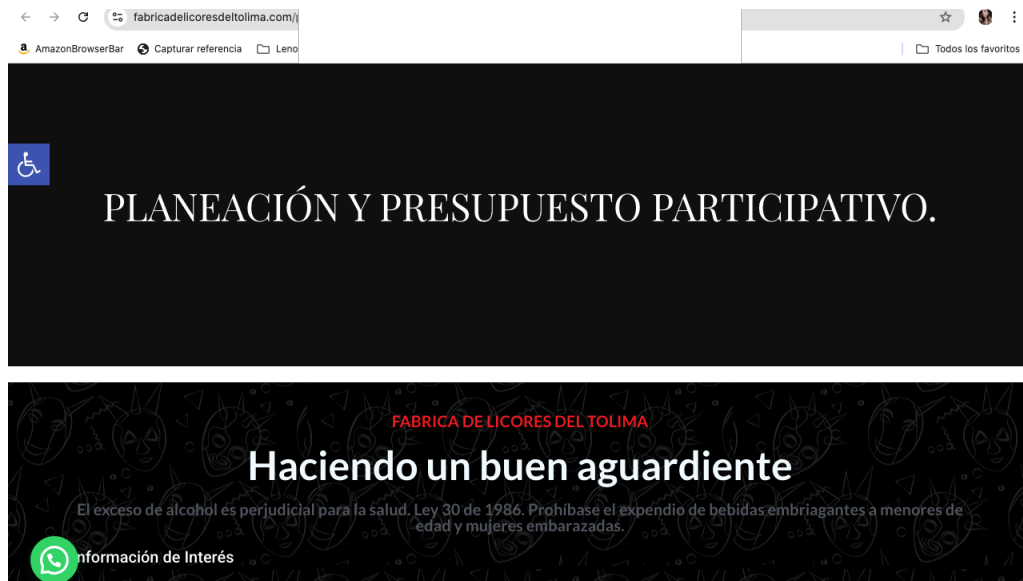 fabricadelicoresdeltolima.com/
AmazonBrowserBar Capturar referencia Leno Todos los favoritos
PLANEACIÓN Y PRESUPUESTO PARTICIPATIVO.
FABRICA DE LICORES DEL TOLIMA
Haciendo un buen aguardiente
El exceso de alcohol es perjudicial para la salud. Ley 30 de 1986. Prohíbase el expendio de bebidas embriagantes a menores de
edad y mujeres embarazadas.
nformación de Interés